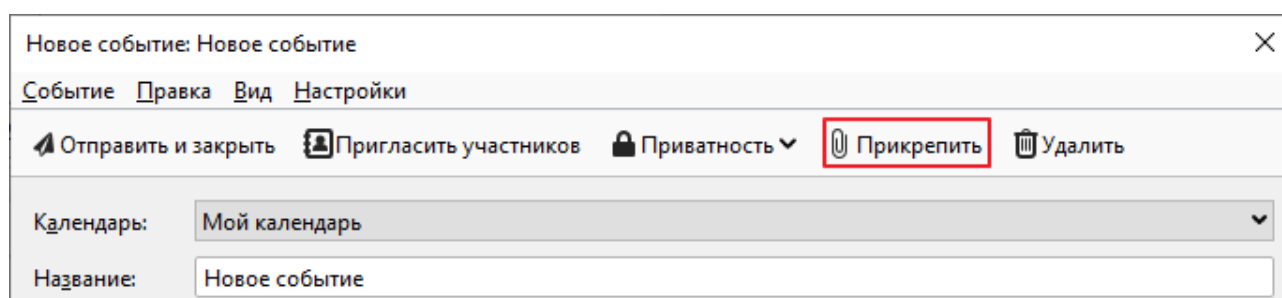 Новое событие: Новое событие
Событие Правка Вид Настройки
Отправить и закрыть Пригласить участников Приватность Прикрепить Удалить
Календарь: Мой календарь
Название: Новое событие